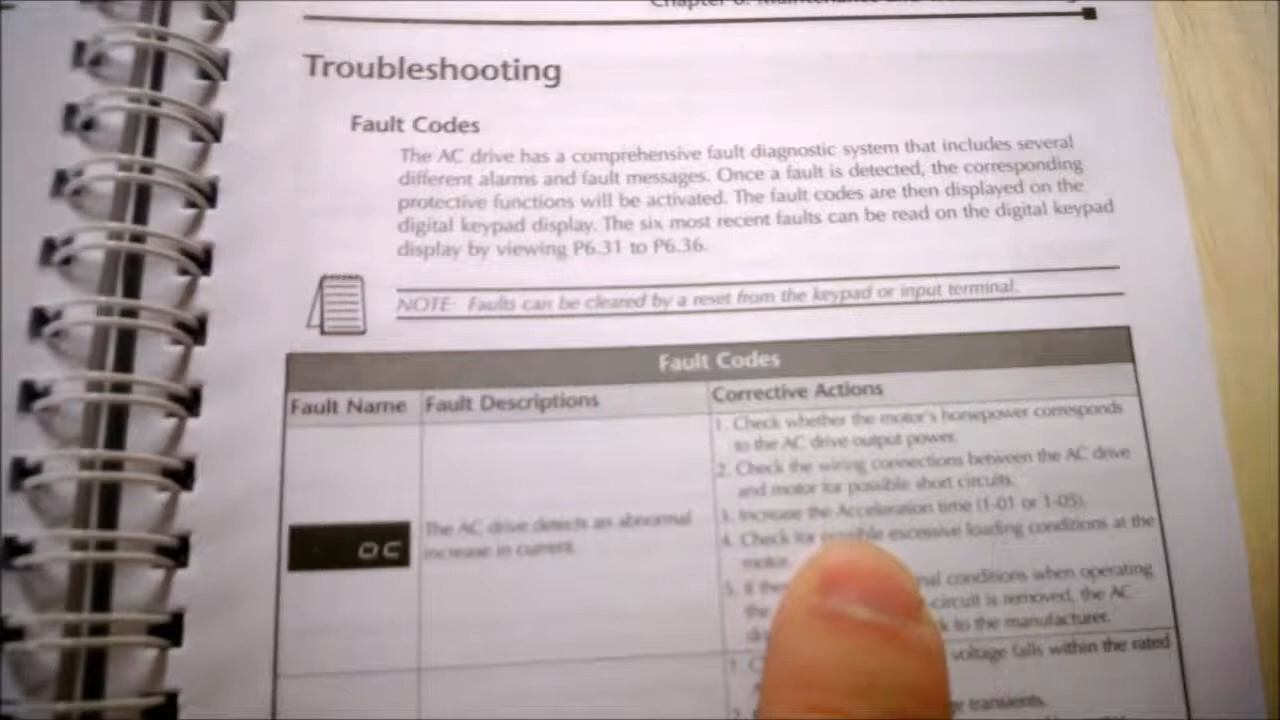 Troubleshooting
Fault Codes
The AC drive has a comprehensive fault diagnostic system that includes several
different alarms and fault messages. Once a fault is detected, the corresponding
protective functions will be activated. The fault codes are then displayed on the
digital keypad display. The six most recent faults can be read on the digital keypad
display by viewing P6.31 to P6.36.
NOTE: Faults can be cleared by a reset from the keypad or input terminal.
Fault Codes
Fault Name
Fault Descriptions
Corrective Actions
OC
The AC drive detects an abnormal
increase in current.
1. Check whether the motor's horsepower corresponds
to the AC drive output power.
2. Check the wiring connections between the AC drive
and motor for possible short circuits.
3. Increase the Acceleration time (1-01 or 1-05).
4. Check for possible excessive loading conditions at the
motor.
5. If conditions when operating
the -circuit is removed, the AC
to the manufacturer.
1. voltage falls within the rated
transients.